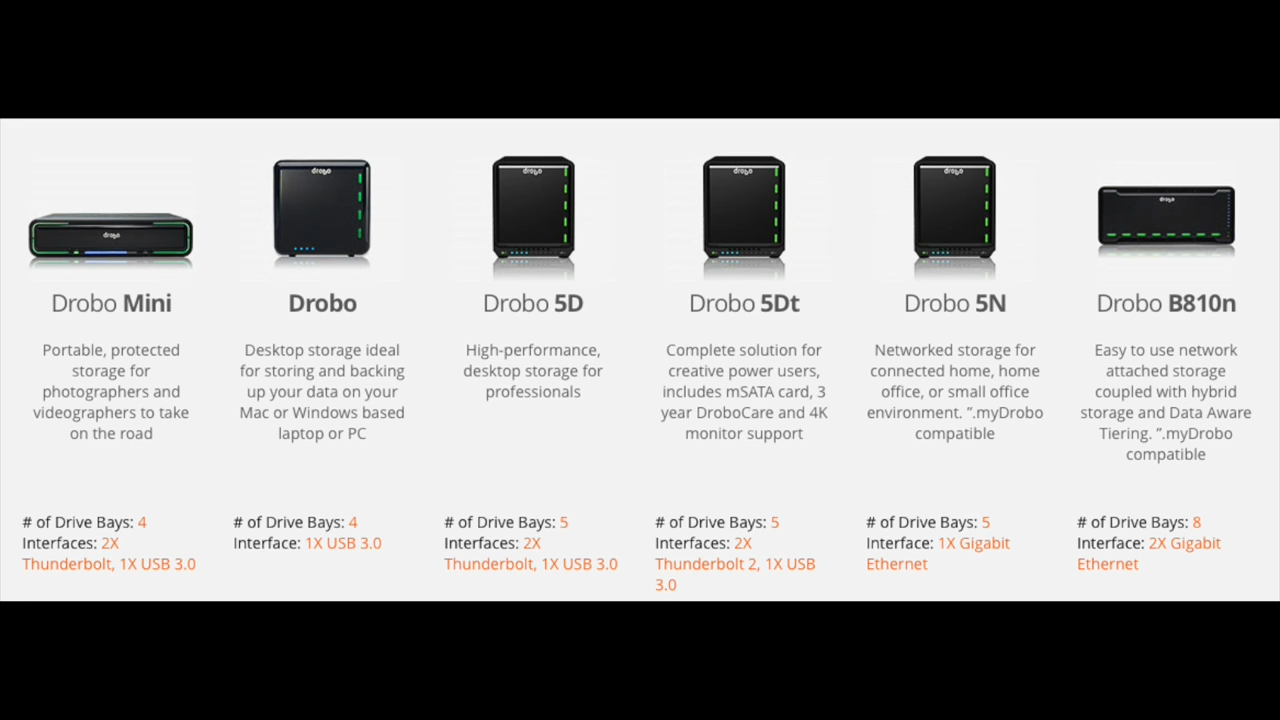 drobo
drobo
drobo
drobo
drobo
drobo
Drobo Mini
Portable, protected
storage for
photographers and
videographers to take
on the road
# of Drive Bays: 4
Interfaces: 2X
Thunderbolt, 1X USB 3.0
Drobo
Desktop storage ideal
for storing and backing
up your data on your
Mac or Windows based
laptop or PC
# of Drive Bays: 4
Interface: 1X USB 3.0
Drobo 5D
High-performance,
desktop storage for
professionals
# of Drive Bays: 5
Interfaces: 2X
Thunderbolt, 1X USB 3.0
Drobo 5Dt
Complete solution for
creative power users,
includes mSATA card, 3
year DroboCare and 4K
monitor support
# of Drive Bays: 5
Interfaces: 2X
Thunderbolt 2, 1X USB
3.0
Drobo 5N
Networked storage for
connected home, home
office, or small office
environment. ”.myDrobo
compatible
# of Drive Bays: 5
Interface: 1X Gigabit
Ethernet
Drobo B810n
Easy to use network
attached storage
coupled with hybrid
storage and Data Aware
Tiering. ”.myDrobo
compatible
# of Drive Bays: 8
Interface: 2X Gigabit
Ethernet